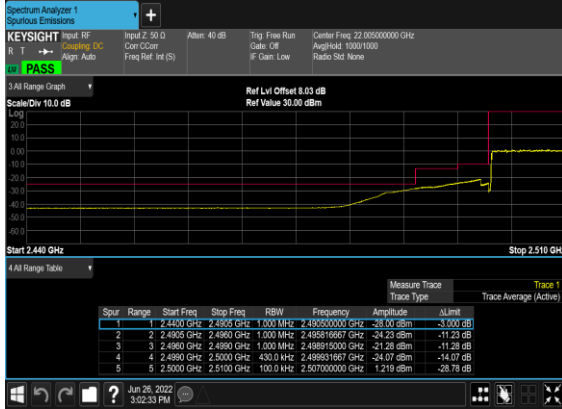 Spectrum Analyzer 1
Spurious Emissions
+
KEYSIGHT Input: RF Input Z: 50 Ω Atten: 40 dB Trig: Free Run Center Freq: 22.005000000 GHz
R T Coupling: DC Corr CCorr Gate: Off Avg|Hold: 1000/1000
Align: Auto Freq Ref: Int (S) IF Gain: Low Radio Std: None
PASS
3 All Range Graph
Ref Lvl Offset 8.03 dB
Scale/Div 10.0 dB Ref Value 30.00 dBm
Log
20.0
10.0
0.00
-10.0
-20.0
-30.0
-40.0
-50.0
-60.0
Start 2.440 GHz Stop 2.510 GHz
4 All Range Table
Measure Trace Trace 1
Trace Type Trace Average (Active)
Spur Range Start Freq Stop Freq RBW Frequency Amplitude ΔLimit
1 1 2.4400 GHz 2.4905 GHz 1.000 MHz 2.490500000 GHz -28.00 dBm -3.000 dB
2 2 2.4905 GHz 2.4960 GHz 1.000 MHz 2.495816667 GHz -24.23 dBm -11.23 dB
3 3 2.4960 GHz 2.4990 GHz 1.000 MHz 2.498915000 GHz -21.28 dBm -11.28 dB
4 4 2.4990 GHz 2.5000 GHz 430.0 kHz 2.499931667 GHz -24.07 dBm -14.07 dB
5 5 2.5000 GHz 2.5100 GHz 100.0 kHz 2.507000000 GHz 1.219 dBm -28.78 dB
?
Jun 26, 2022
3:02:33 PM